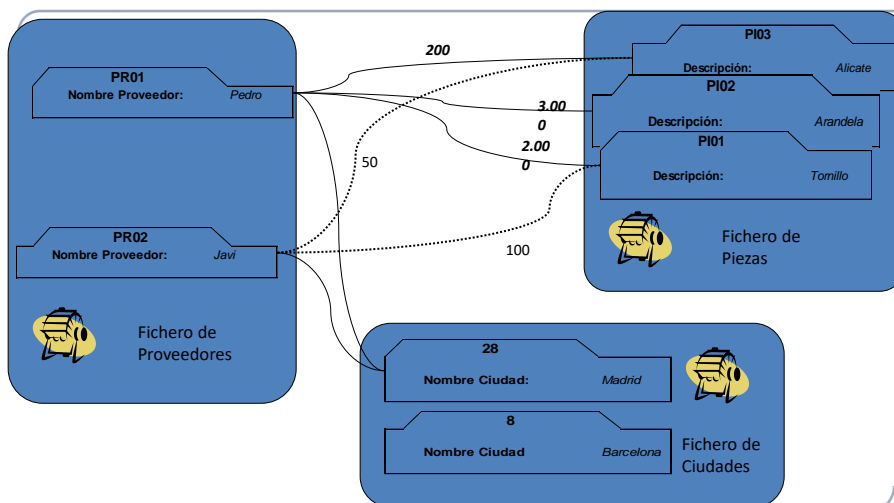 PR01
Nombre Proveedor: Pedro
PR02
Nombre Proveedor: Javi
Fichero de
Proveedores
200
3.00
0
2.00
0
50
100
PI03
Descripción: Alicate
PI02
Descripción: Arandela
PI01
Descripción: Tornillo
Fichero de
Piezas
28
Nombre Ciudad: Madrid
8
Nombre Ciudad Barcelona
Fichero de
Ciudades